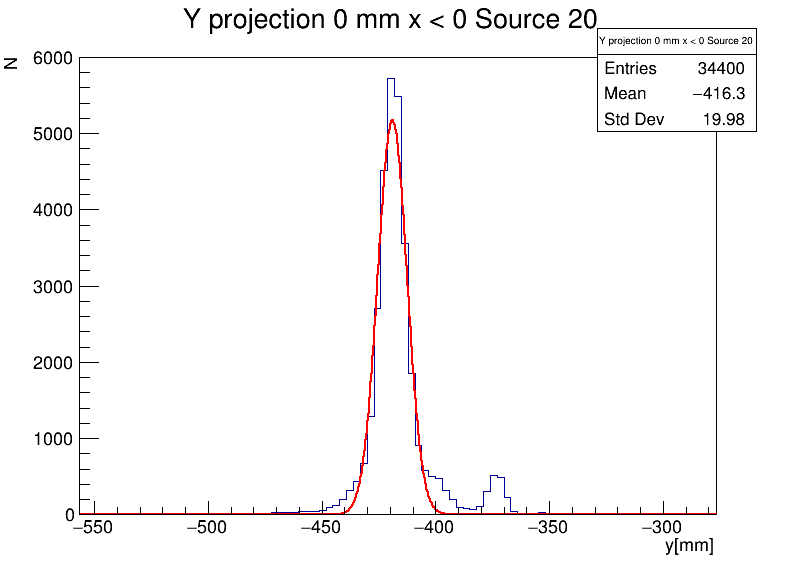 Y projection 0 mm x < 0 Source 20
Y projection 0 mm x < 0 Source 20
Entries 34400
Mean −416.3
Std Dev 19.98
N
6000
5000
4000
3000
2000
1000
0
−550 −500 −450 −400 −350 −300
y[mm]